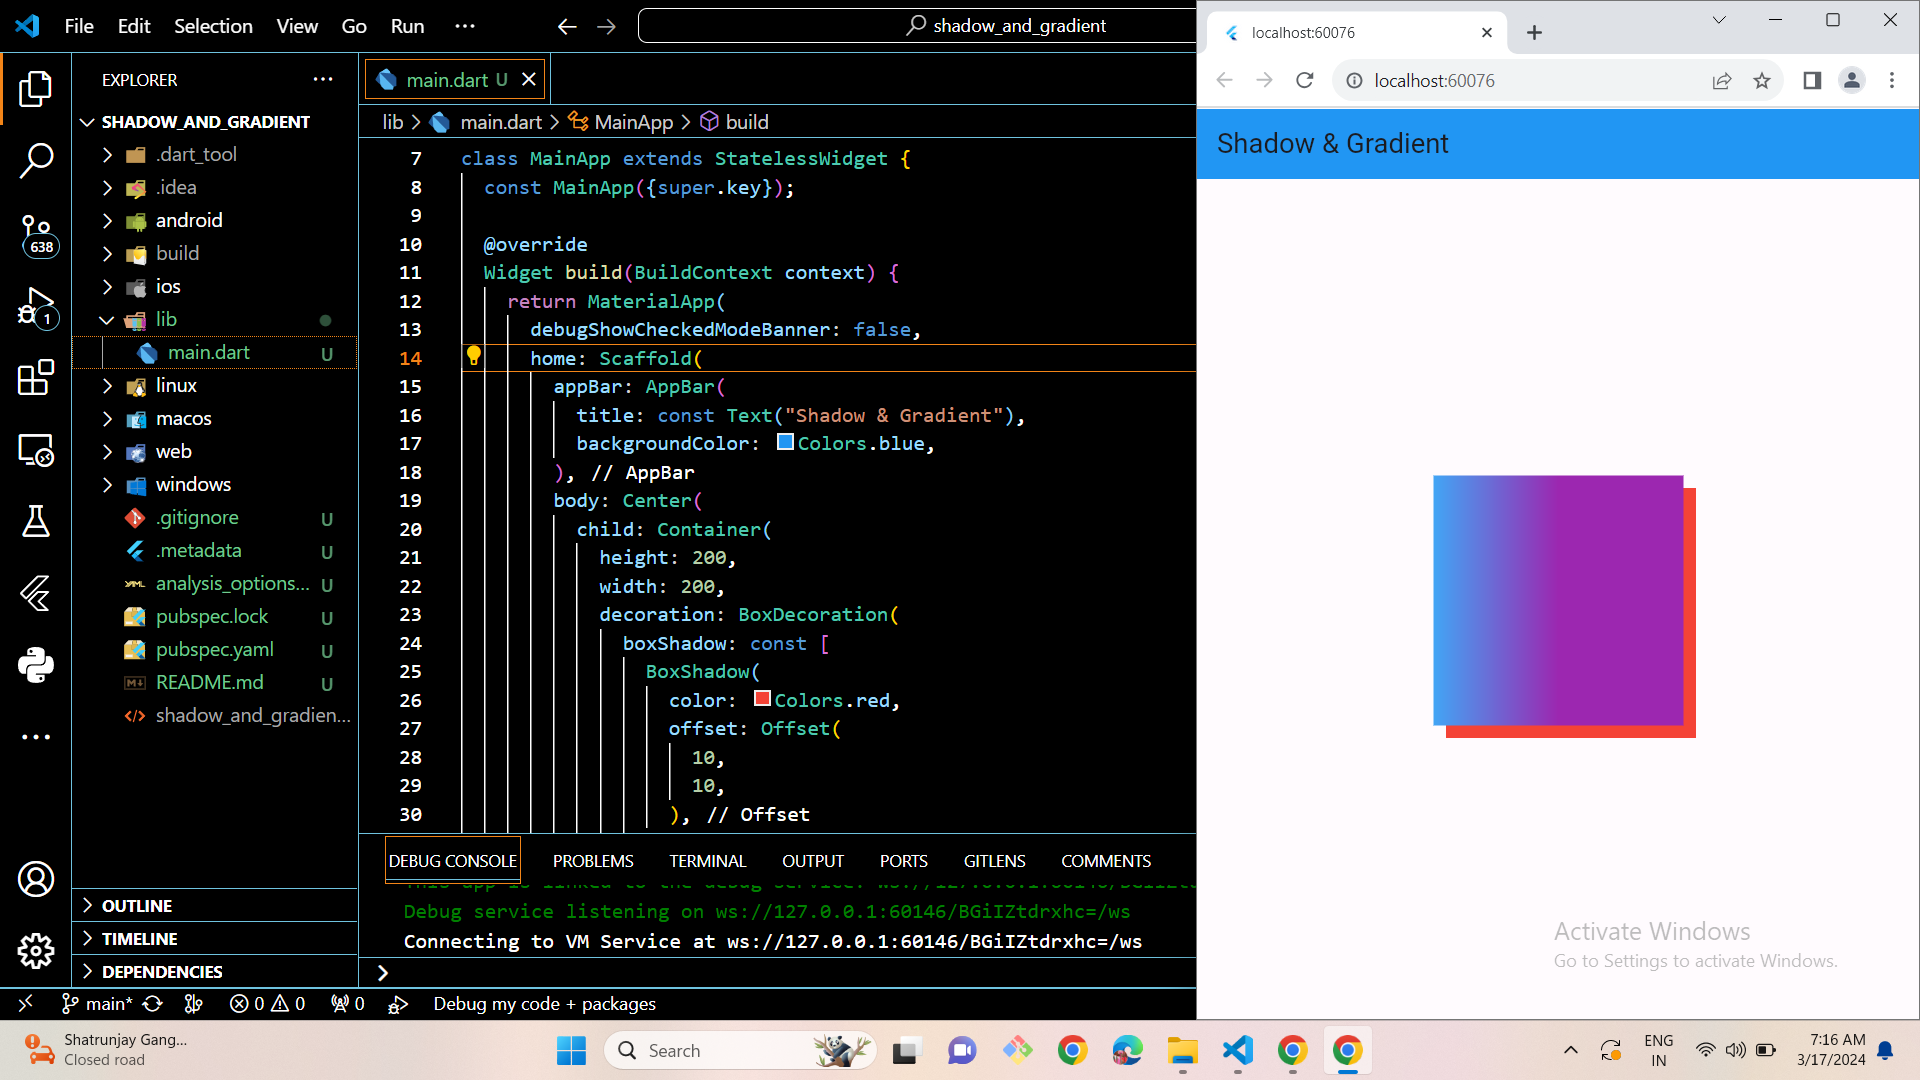 File Edit Selection View Go Run ···
shadow_and_gradient
EXPLORER
SHADOW_AND_GRADIENT
.dart_tool
.idea
android
build
ios
lib
main.dart U
linux
macos
web
windows
.gitignore U
.metadata U
analysis_options... U
pubspec.lock U
pubspec.yaml U
README.md U
shadow_and_gradien...
OUTLINE
TIMELINE
DEPENDENCIES
638
1
main.dart U
lib > main.dart > MainApp > build
7 class MainApp extends StatelessWidget {
8 const MainApp({super.key});
9
10 @override
11 Widget build(BuildContext context) {
12 return MaterialApp(
13 debugShowCheckedModeBanner: false,
14 home: Scaffold(
15 appBar: AppBar(
16 title: const Text("Shadow & Gradient"),
17 backgroundColor: Colors.blue,
18 ), // AppBar
19 body: Center(
20 child: Container(
21 height: 200,
22 width: 200,
23 decoration: BoxDecoration(
24 boxShadow: const [
25 BoxShadow(
26 color: Colors.red,
27 offset: Offset(
28 10,
29 10,
30 ), // Offset
DEBUG CONSOLE PROBLEMS TERMINAL OUTPUT PORTS GITLENS COMMENTS
Debug service listening on ws://127.0.0.1:60146/BGiIZtdrxhc=/ws
Connecting to VM Service at ws://127.0.0.1:60146/BGiIZtdrxhc=/ws
main* 0 0 0 Debug my code + packages
localhost:60076
localhost:60076
Shadow & Gradient
Activate Windows
Go to Settings to activate Windows.
Shatrunjay Gang...
Closed road
Search
ENG
IN
7:16 AM
3/17/2024